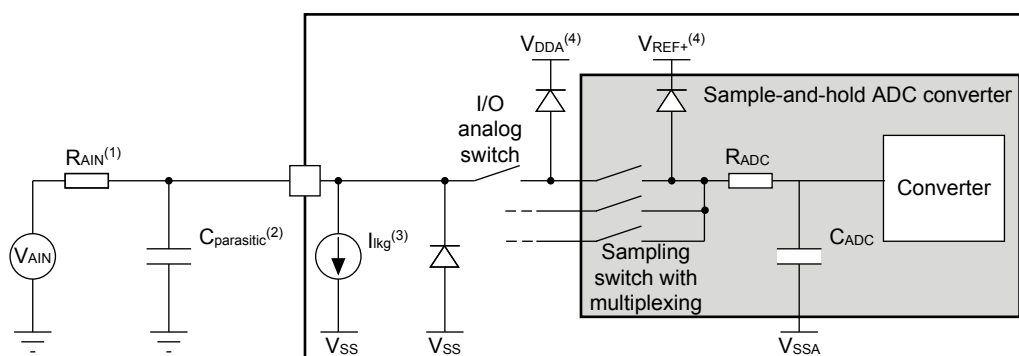 VDDA(4)
VREF+(4)
Sample-and-hold ADC converter
I/O
analog
switch
RAIN(1)
RADC
Converter
VAIN
Cparasitic(2)
Ilkg(3)
CADC
Sampling
switch with
multiplexing
VSS
VSS
VSSA